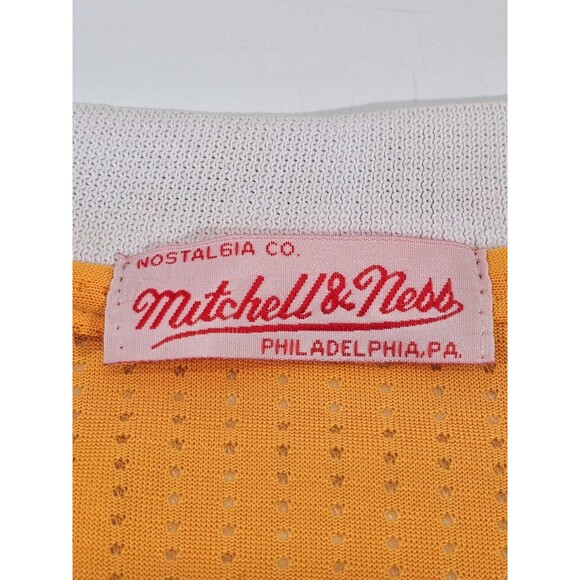 NOSTALGIA CO.
Mitchell & Ness
PHILADELPHIA, PA.